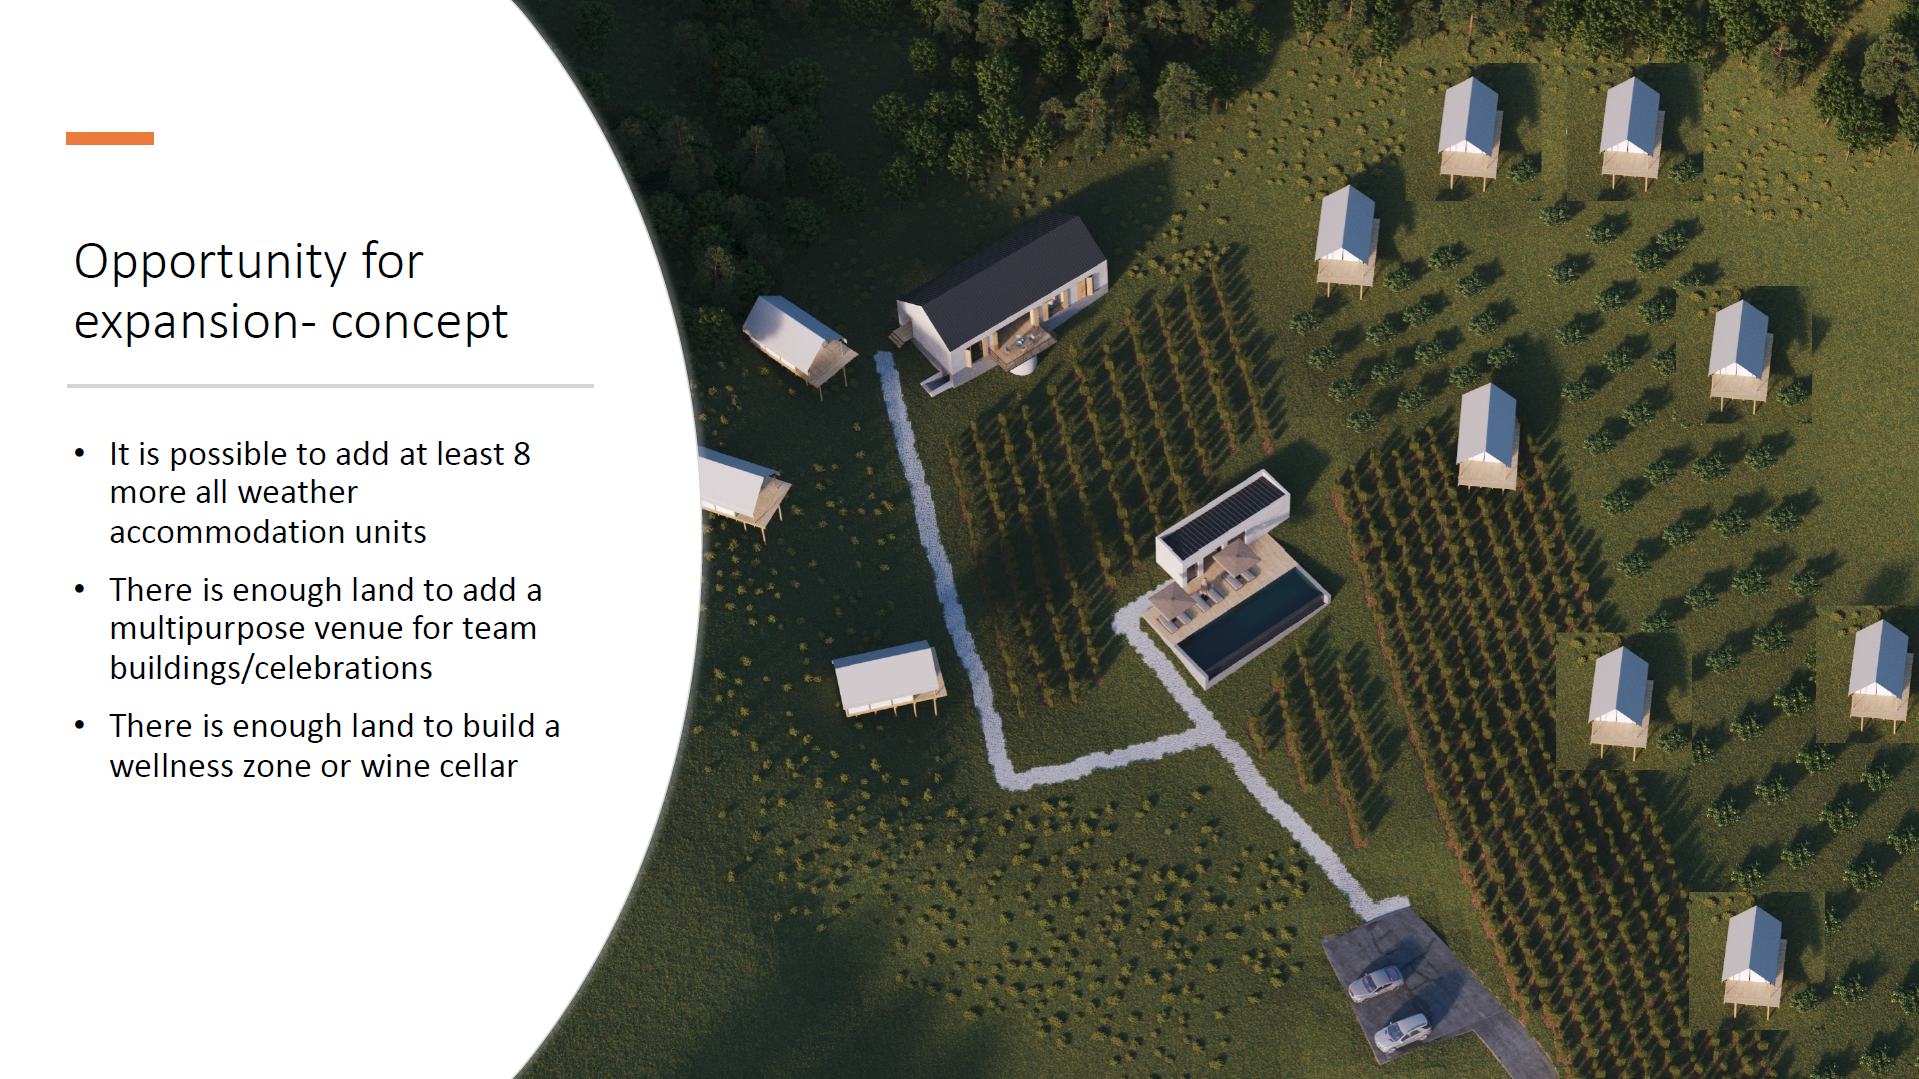 Opportunity for
expansion- concept
• It is possible to add at least 8
more all weather
accommodation units
• There is enough land to add a
multipurpose venue for team
buildings/celebrations
• There is enough land to build a
wellness zone or wine cellar